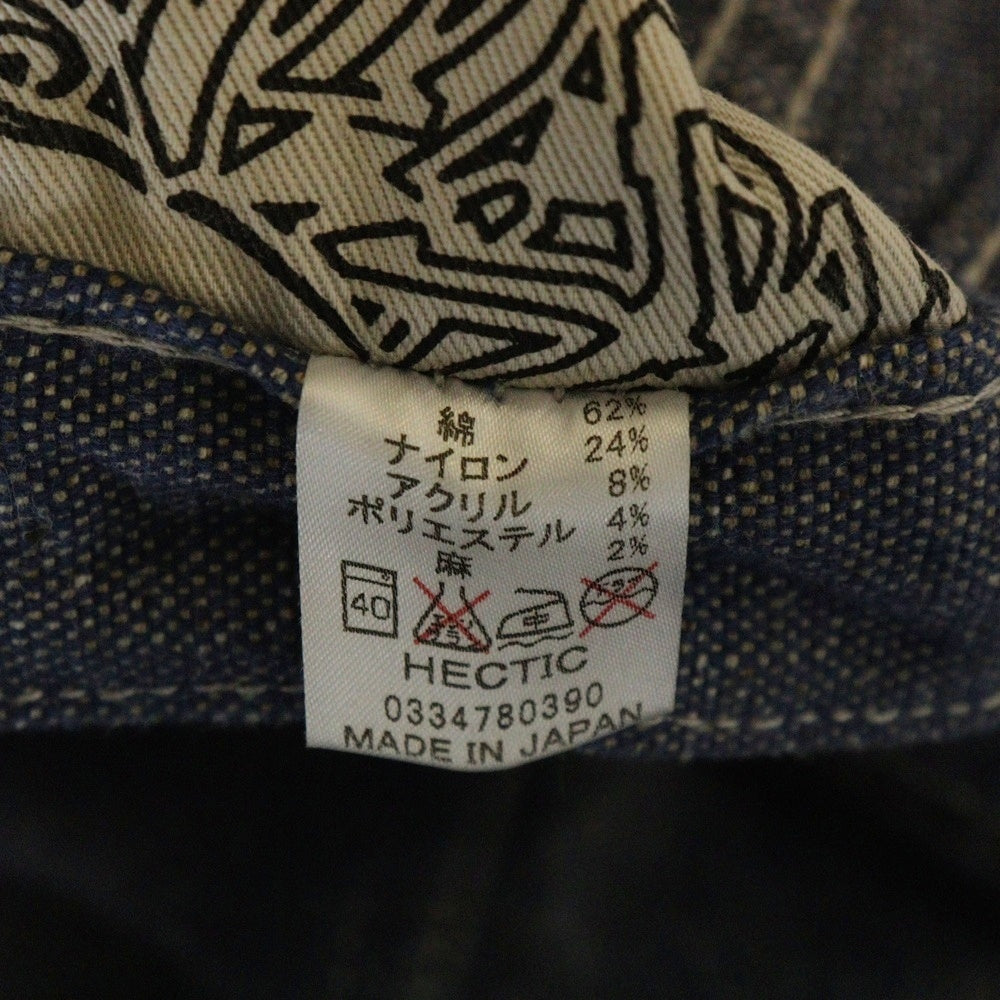 綿 62%
ナイロン 24%
アクリル 8%
ポリエステル 4%
麻 2%
40 中
HECTIC
0334780390
MADE IN JAPAN